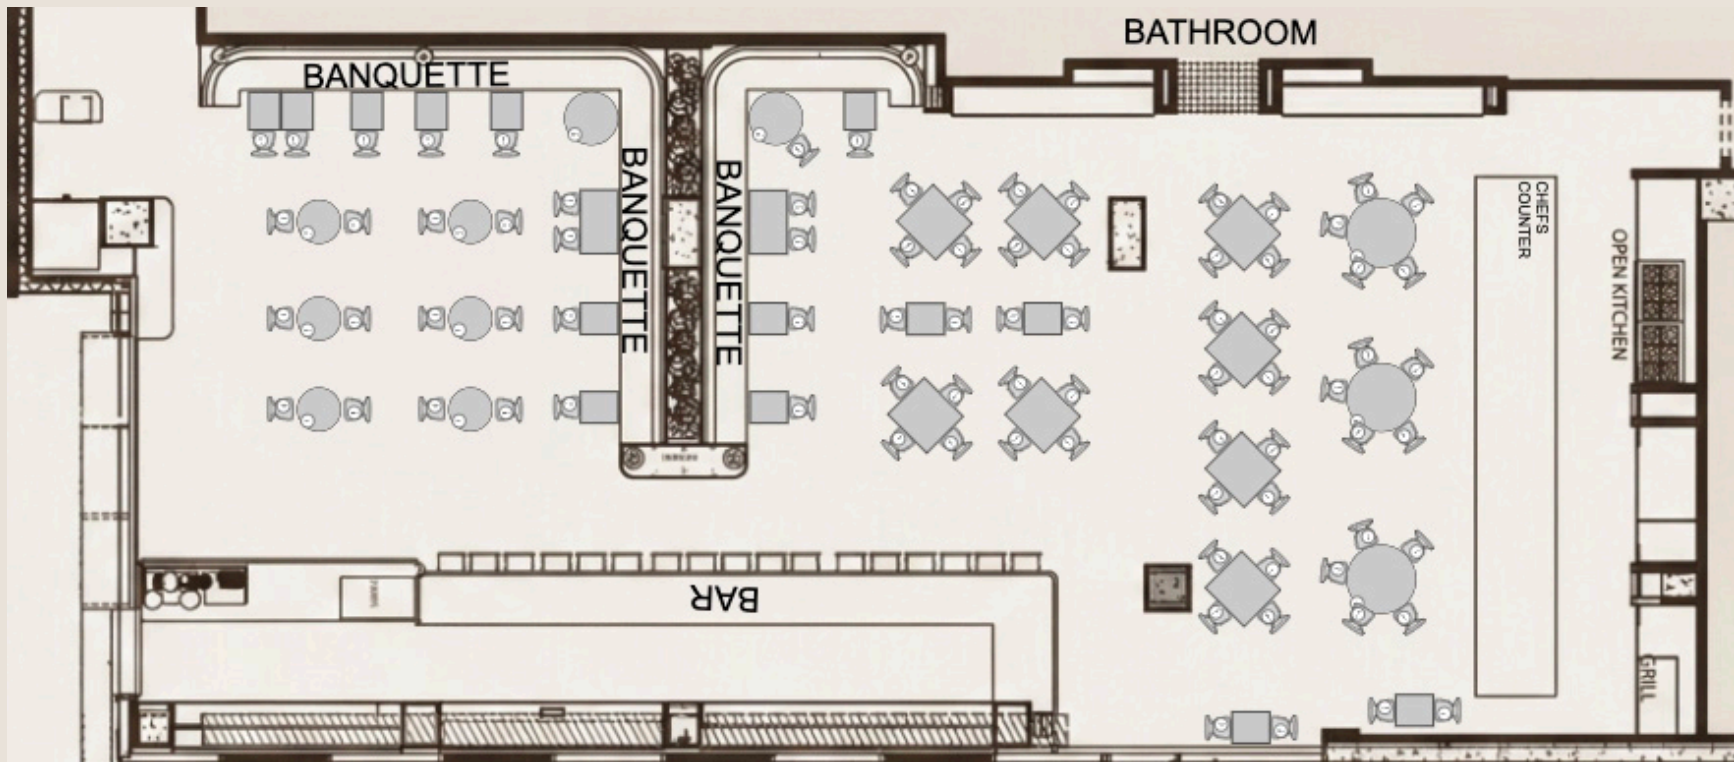 BATHROOM
BANQUETTE
BANQUETTE
BANQUETTE
CHEFS
COUNTER
OPEN KITCHEN
BAR
GRILL